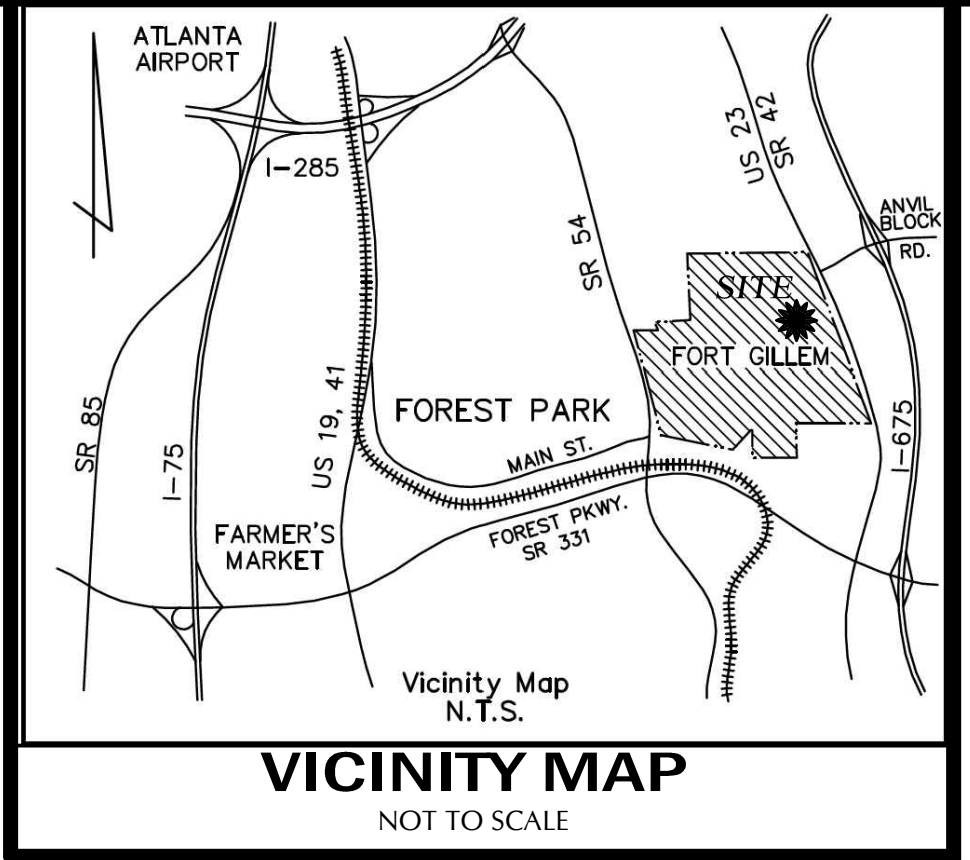 ATLANTA
AIRPORT
I-285
US 23
SR 42
ANVIL
BLOCK
RD.
SR 54
SITE
FORT GILLEM
SR 85
I-75
US 19, 41
FOREST PARK
MAIN ST.
FOREST PKWY.
SR 331
I-675
FARMER'S
MARKET
Vicinity Map
N.T.S.
VICINITY MAP
NOT TO SCALE